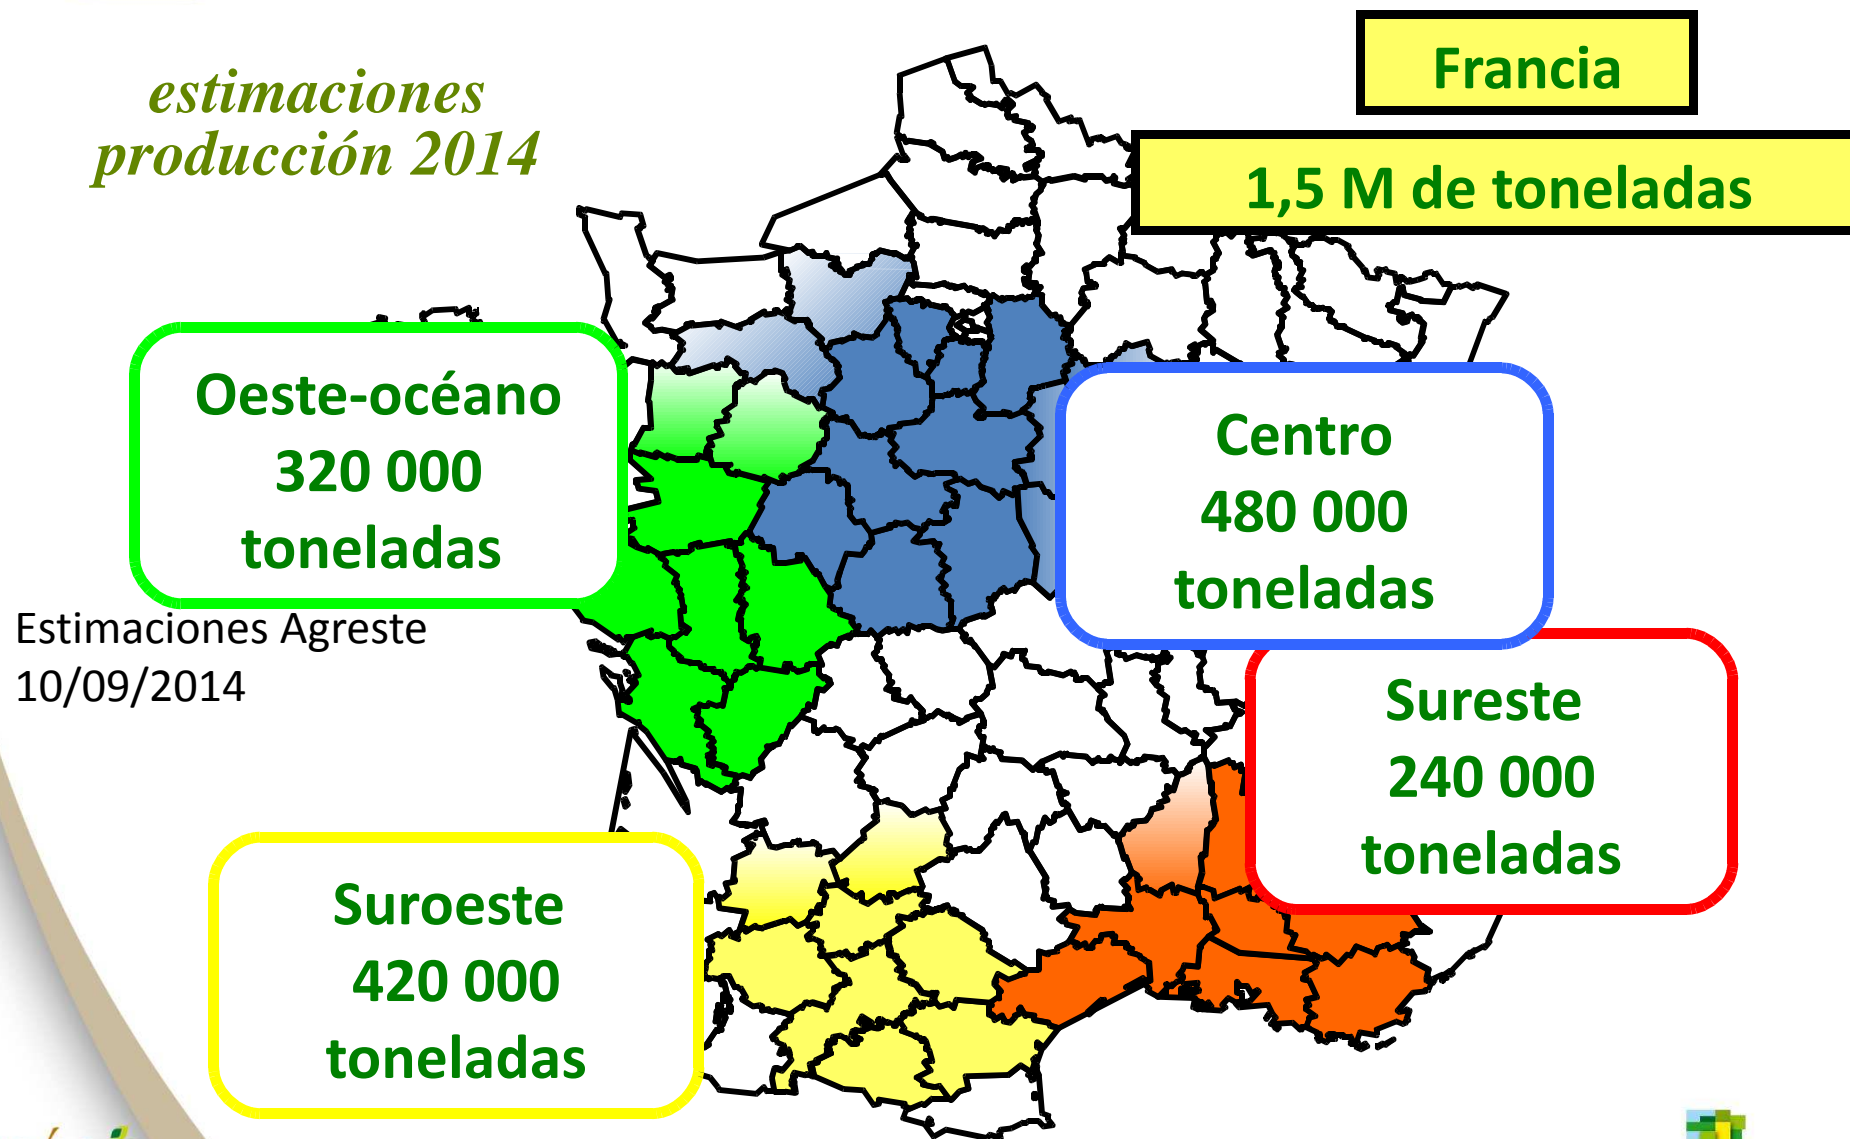 estimaciones
producción 2014
Francia
1,5 M de toneladas
Oeste-océano
320 000
toneladas
Centro
480 000
toneladas
Estimaciones Agreste
10/09/2014
Sureste
240 000
toneladas
Suroeste
420 000
toneladas